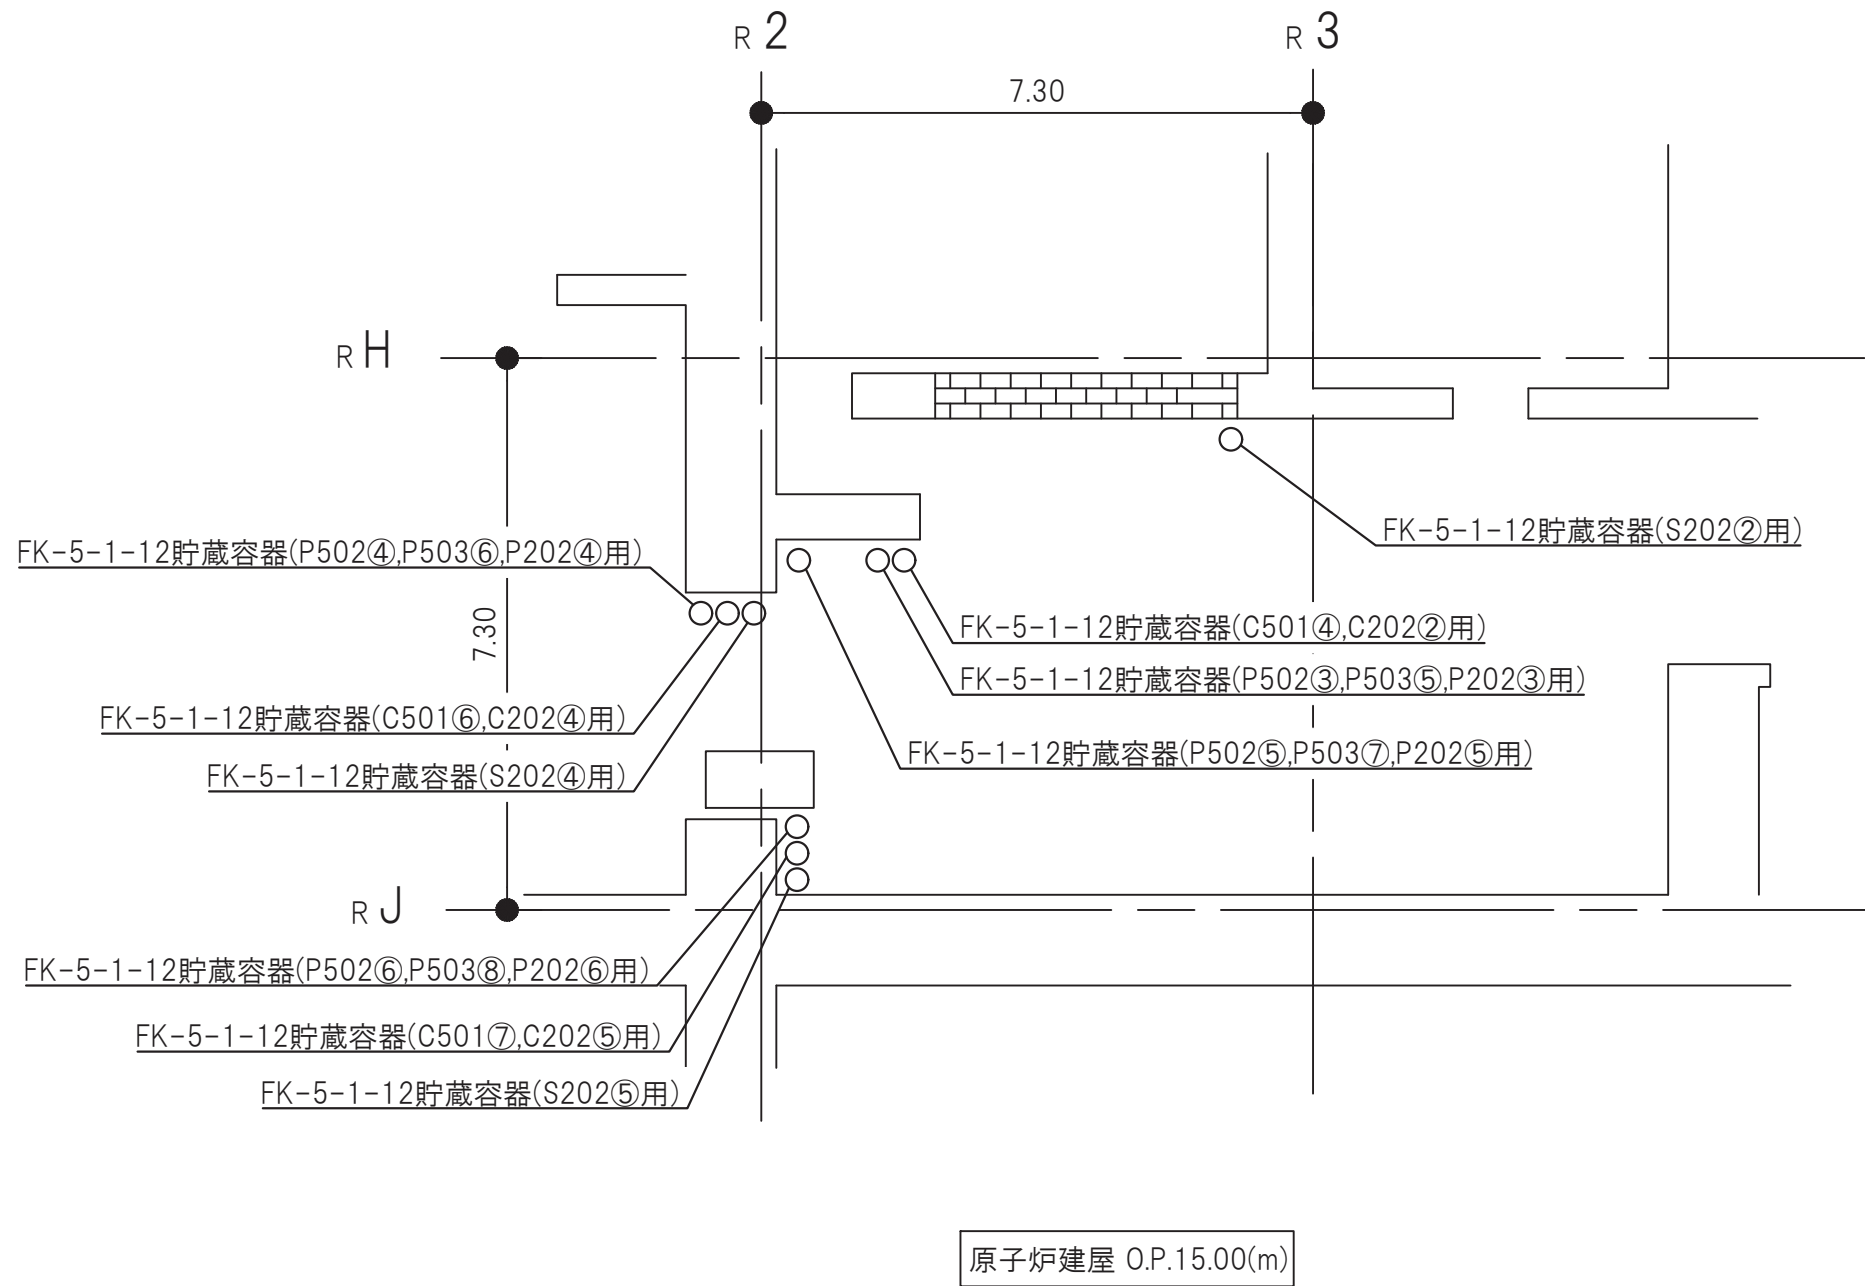 R 2
R 3
7.30
R H
FK-5-1-12貯蔵容器(S202②用)
FK-5-1-12貯蔵容器(P502④,P503⑥,P202④用)
7.30
FK-5-1-12貯蔵容器(C501④,C202②用)
FK-5-1-12貯蔵容器(P502③,P503⑤,P202③用)
FK-5-1-12貯蔵容器(C501⑥,C202④用)
FK-5-1-12貯蔵容器(P502⑤,P503⑦,P202⑤用)
FK-5-1-12貯蔵容器(S202④用)
R J
FK-5-1-12貯蔵容器(P502⑥,P503⑧,P202⑥用)
FK-5-1-12貯蔵容器(C501⑦,C202⑤用)
FK-5-1-12貯蔵容器(S202⑤用)
原子炉建屋 O.P.15.00(m)